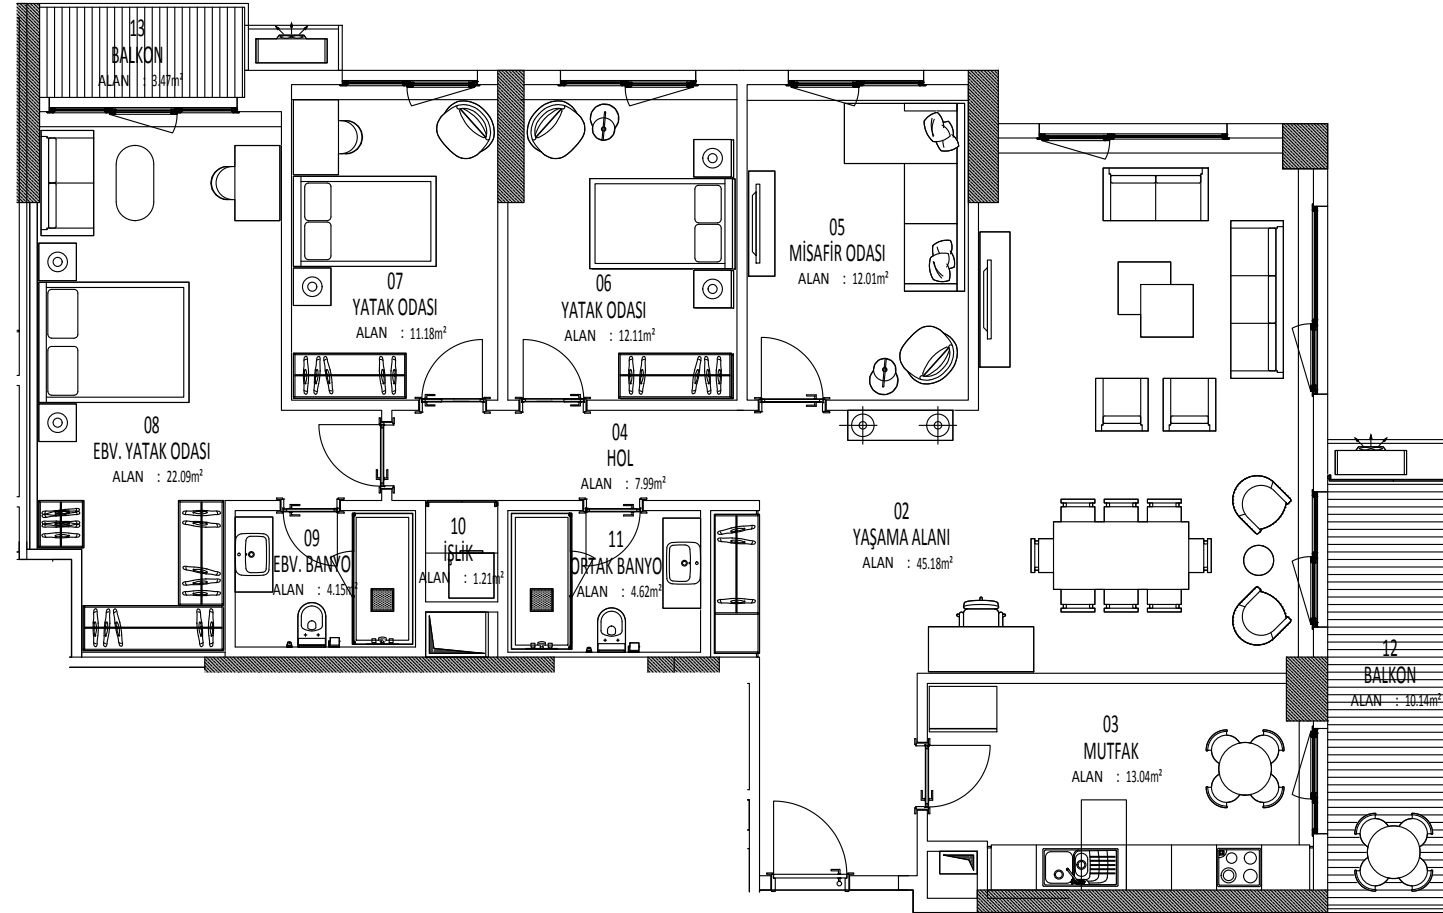 13
BALKON
ALAN : 3.47m²
05
MİSAFİR ODASI
ALAN : 12.01m²
07
YATAK ODASI
ALAN : 11.18m²
06
YATAK ODASI
ALAN : 12.11m²
08
EBV. YATAK ODASI
ALAN : 22.09m²
04
HOL
ALAN : 7.99m²
02
YAŞAMA ALANI
ALAN : 45.18m²
09
EBV. BANYO
ALAN : 4.15m²
10
İŞLİK
ALAN : 1.21m²
11
ORTAK BANYO
ALAN : 4.62m²
12
BALKON
ALAN : 10.14m²
03
MUTFAK
ALAN : 13.04m²